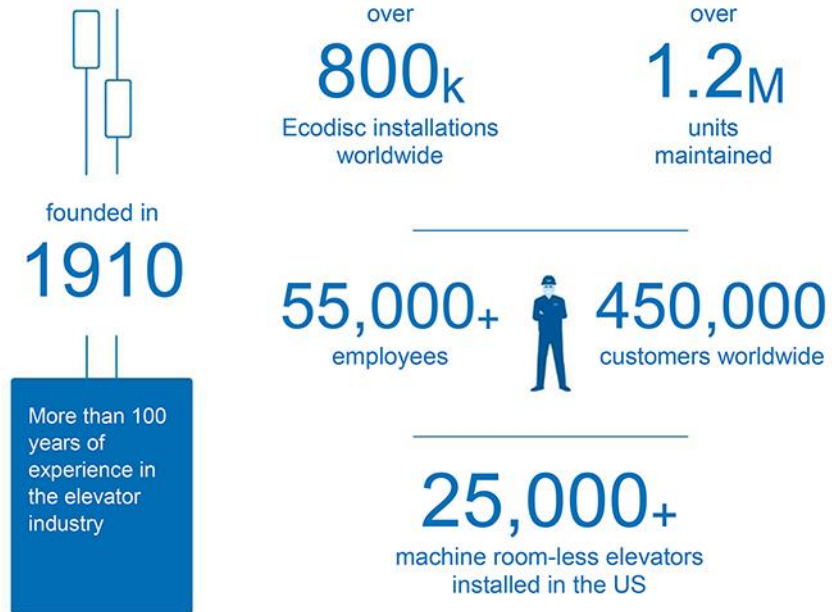 founded in
1910
More than 100
years of
experience in
the elevator
industry
over
800k
Ecodisc installations
worldwide
over
1.2M
units
maintained
55,000+
employees
450,000
customers worldwide
25,000+
machine room-less elevators
installed in the US